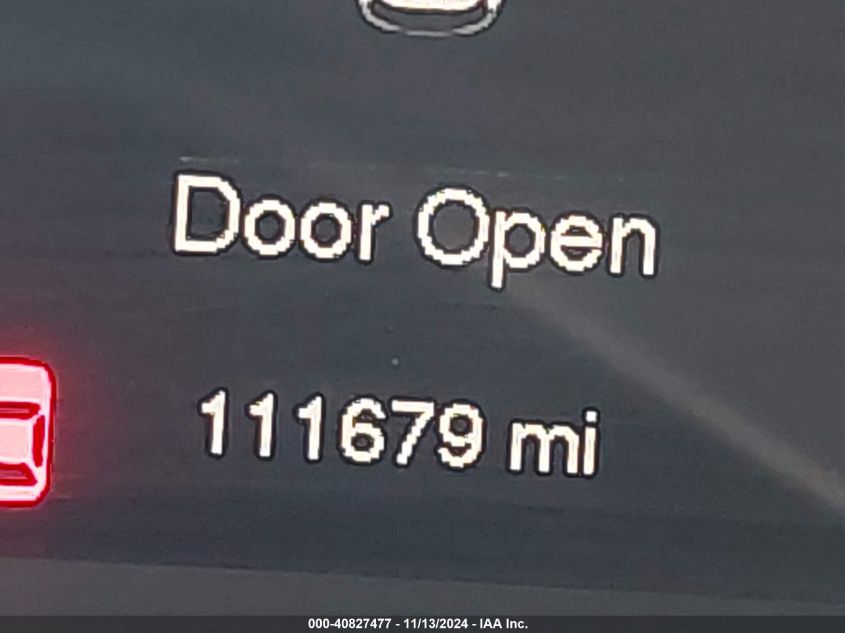 Door Open
111679 mi
000-40827477 - 11/13/2024 - IAA Inc.